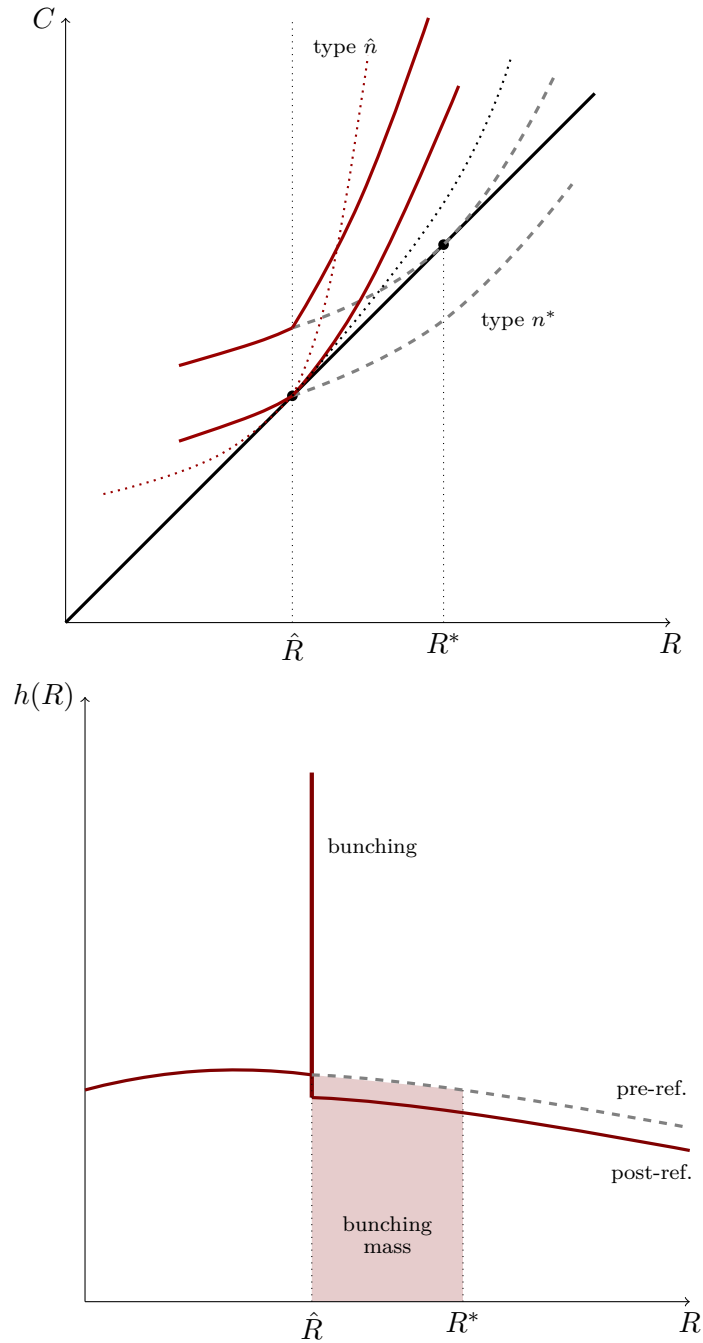 C
type n̂
type n*
R̂
R*
R
h(R)
bunching
pre-ref.
post-ref.
bunching
mass
R̂
R*
R